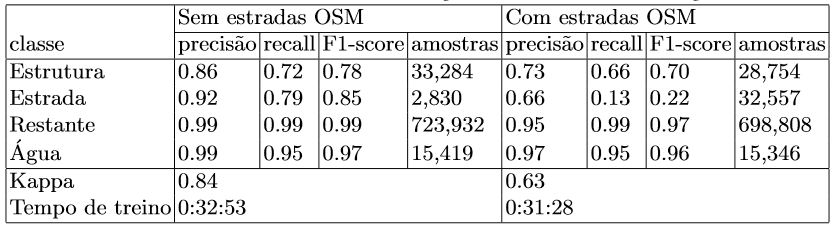 Sem estradas OSM Com estradas OSM
classe precisão recall F1-score amostras precisão recall F1-score amostras
Estrutura 0.86 0.72 0.78 33,284 0.73 0.66 0.70 28,754
Estrada 0.92 0.79 0.85 2,830 0.66 0.13 0.22 32,557
Restante 0.99 0.99 0.99 723,932 0.95 0.99 0.97 698,808
Água 0.99 0.95 0.97 15,419 0.97 0.95 0.96 15,346
Kappa 0.84 0.63
Tempo de treino 0:32:53 0:31:28